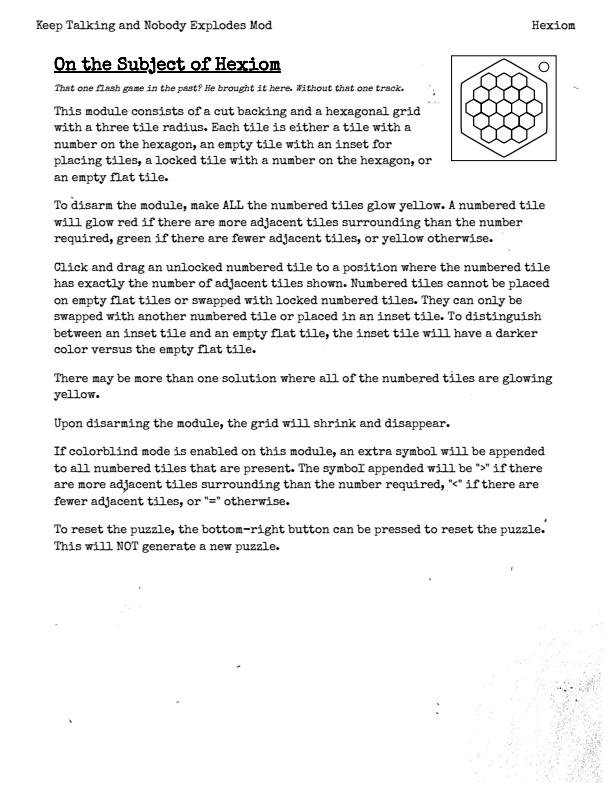 Keep Talking and Nobody Explodes Mod
Hexiom
On the Subject of Hexiom
That one flash game in the past? He brought it here. Without that one track.
This module consists of a cut backing and a hexagonal grid
with a three tile radius. Each tile is either a tile with a
number on the hexagon, an empty tile with an inset for
placing tiles, a locked tile with a number on the hexagon, or
an empty flat tile.
To disarm the module, make ALL the numbered tiles glow yellow. A numbered tile
will glow red if there are more adjacent tiles surrounding than the number
required, green if there are fewer adjacent tiles, or yellow otherwise.
Click and drag an unlocked numbered tile to a position where the numbered tile
has exactly the number of adjacent tiles shown. Numbered tiles cannot be placed
on empty flat tiles or swapped with locked numbered tiles. They can only be
swapped with another numbered tile or placed in an inset tile. To distinguish
between an inset tile and an empty flat tile, the inset tile will have a darker
color versus the empty flat tile.
There may be more than one solution where all of the numbered tiles are glowing
yellow.
Upon disarming the module, the grid will shrink and disappear.
If colorblind mode is enabled on this module, an extra symbol will be appended
to all numbered tiles that are present. The symbol appended will be ">" if there
are more adjacent tiles surrounding than the number required, "<" if there are
fewer adjacent tiles, or "=" otherwise.
To reset the puzzle, the bottom-right button can be pressed to reset the puzzle.
This will NOT generate a new puzzle.